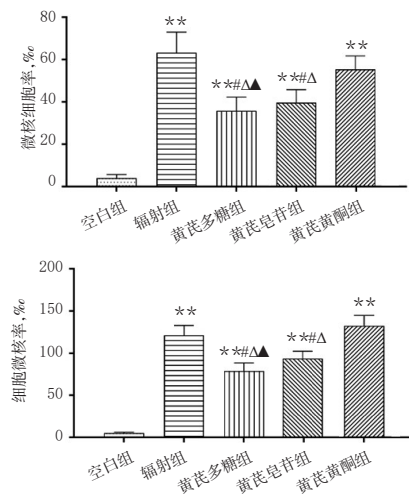 80
60
40
20
0
微核细胞率,‰
**
**#Δ▲
**#Δ
**
空白组
辐射组
黄芪多糖组
黄芪皂苷组
黄芪黄酮组
200
150
100
50
0
细胞微核率,‰
**
**#Δ▲
**#Δ
**
空白组
辐射组
黄芪多糖组
黄芪皂苷组
黄芪黄酮组